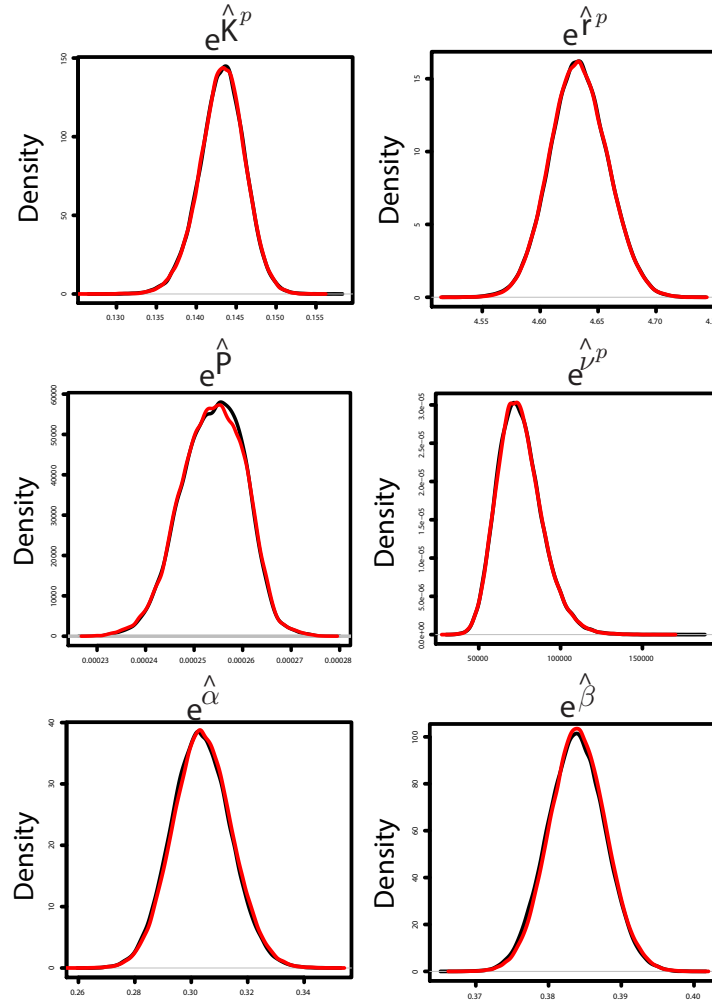 e^K̂^p
Density
0 50 100 150
0.130 0.140 0.145 0.150 0.155
e^r̂^p
Density
0 5 10 15
4.55 4.60 4.65 4.70 4.
e^P̂
Density
0 10000 20000 30000 40000 50000 60000
0.00023 0.00024 0.00025 0.00026 0.00027 0.00028
e^ν̂^p
Density
0.0e+00 5.0e−06 1.0e−05 1.5e−05 2.0e−05 2.5e−05 3.0e−05
50000 100000 150000
e^α̂
Density
0 10 20 30 40
0.26 0.28 0.30 0.32 0.34
e^β̂
Density
0 20 40 60 80 100
0.37 0.38 0.39 0.40